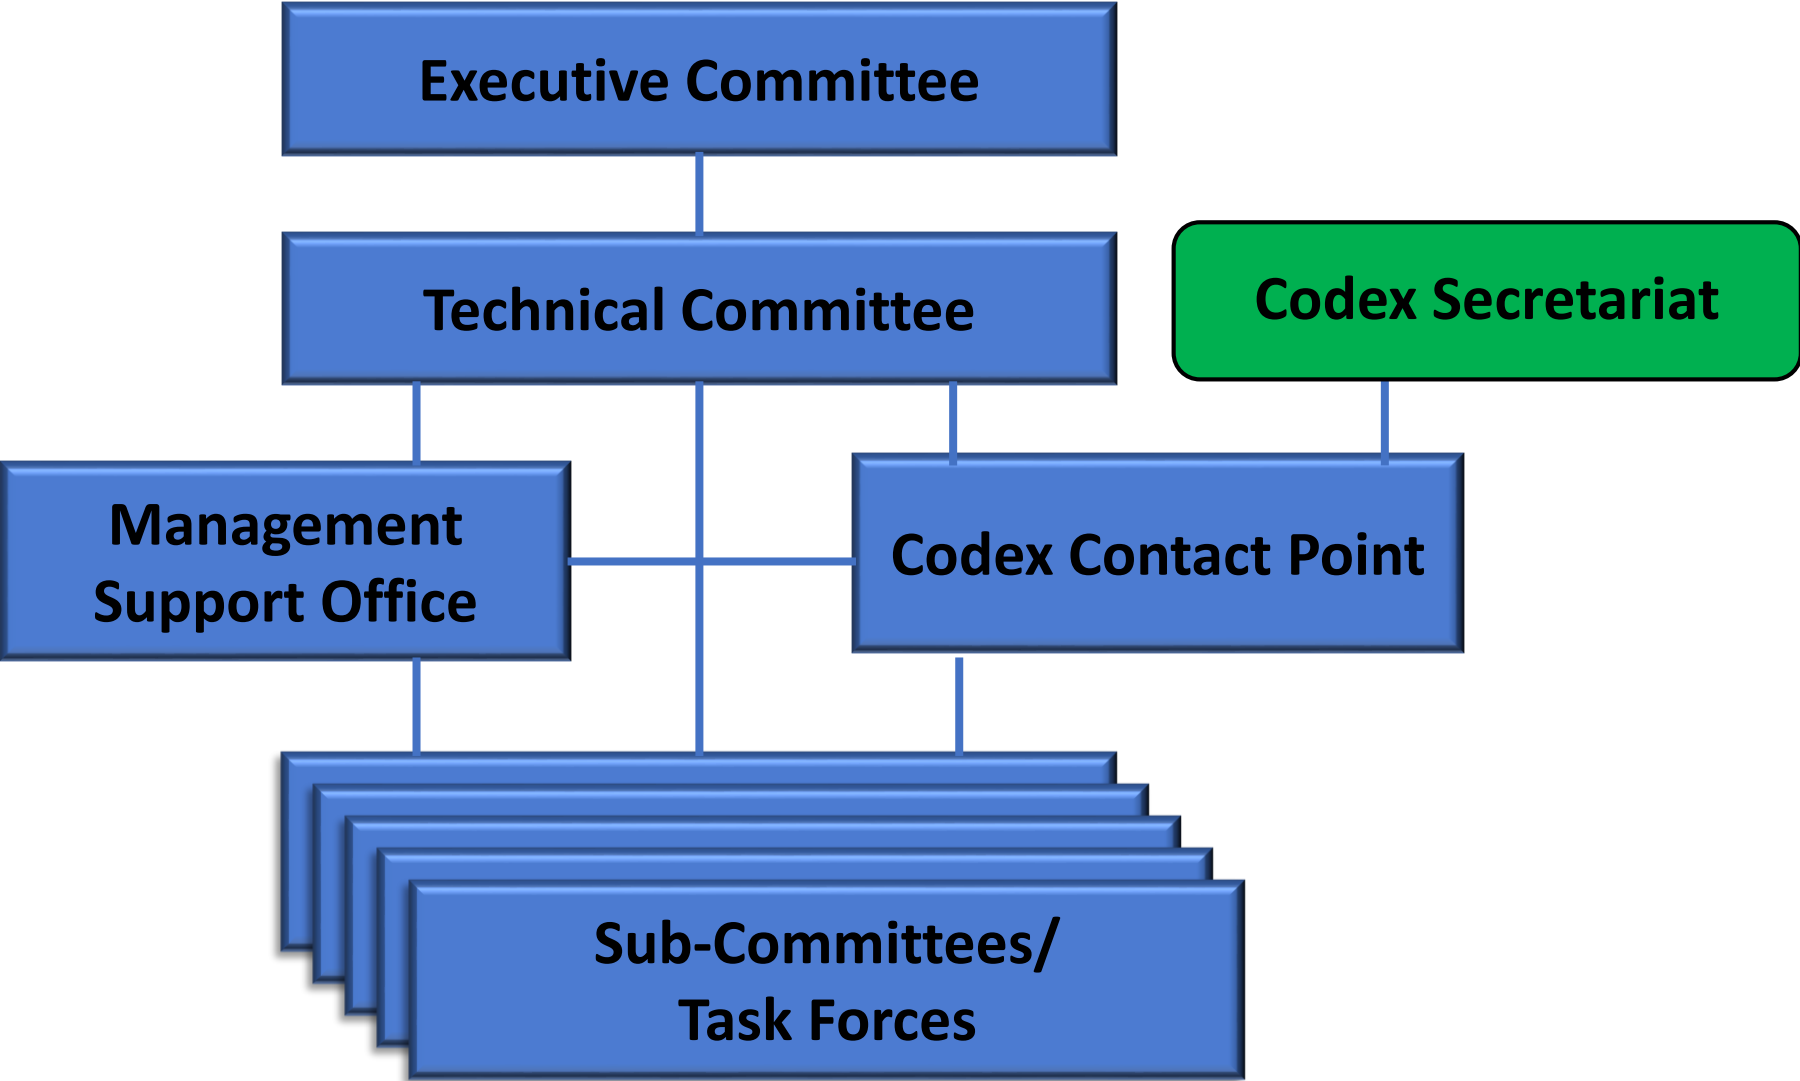 Executive Committee
Technical Committee
Codex Secretariat
Management
Support Office
Codex Contact Point
Sub-Committees/
Task Forces